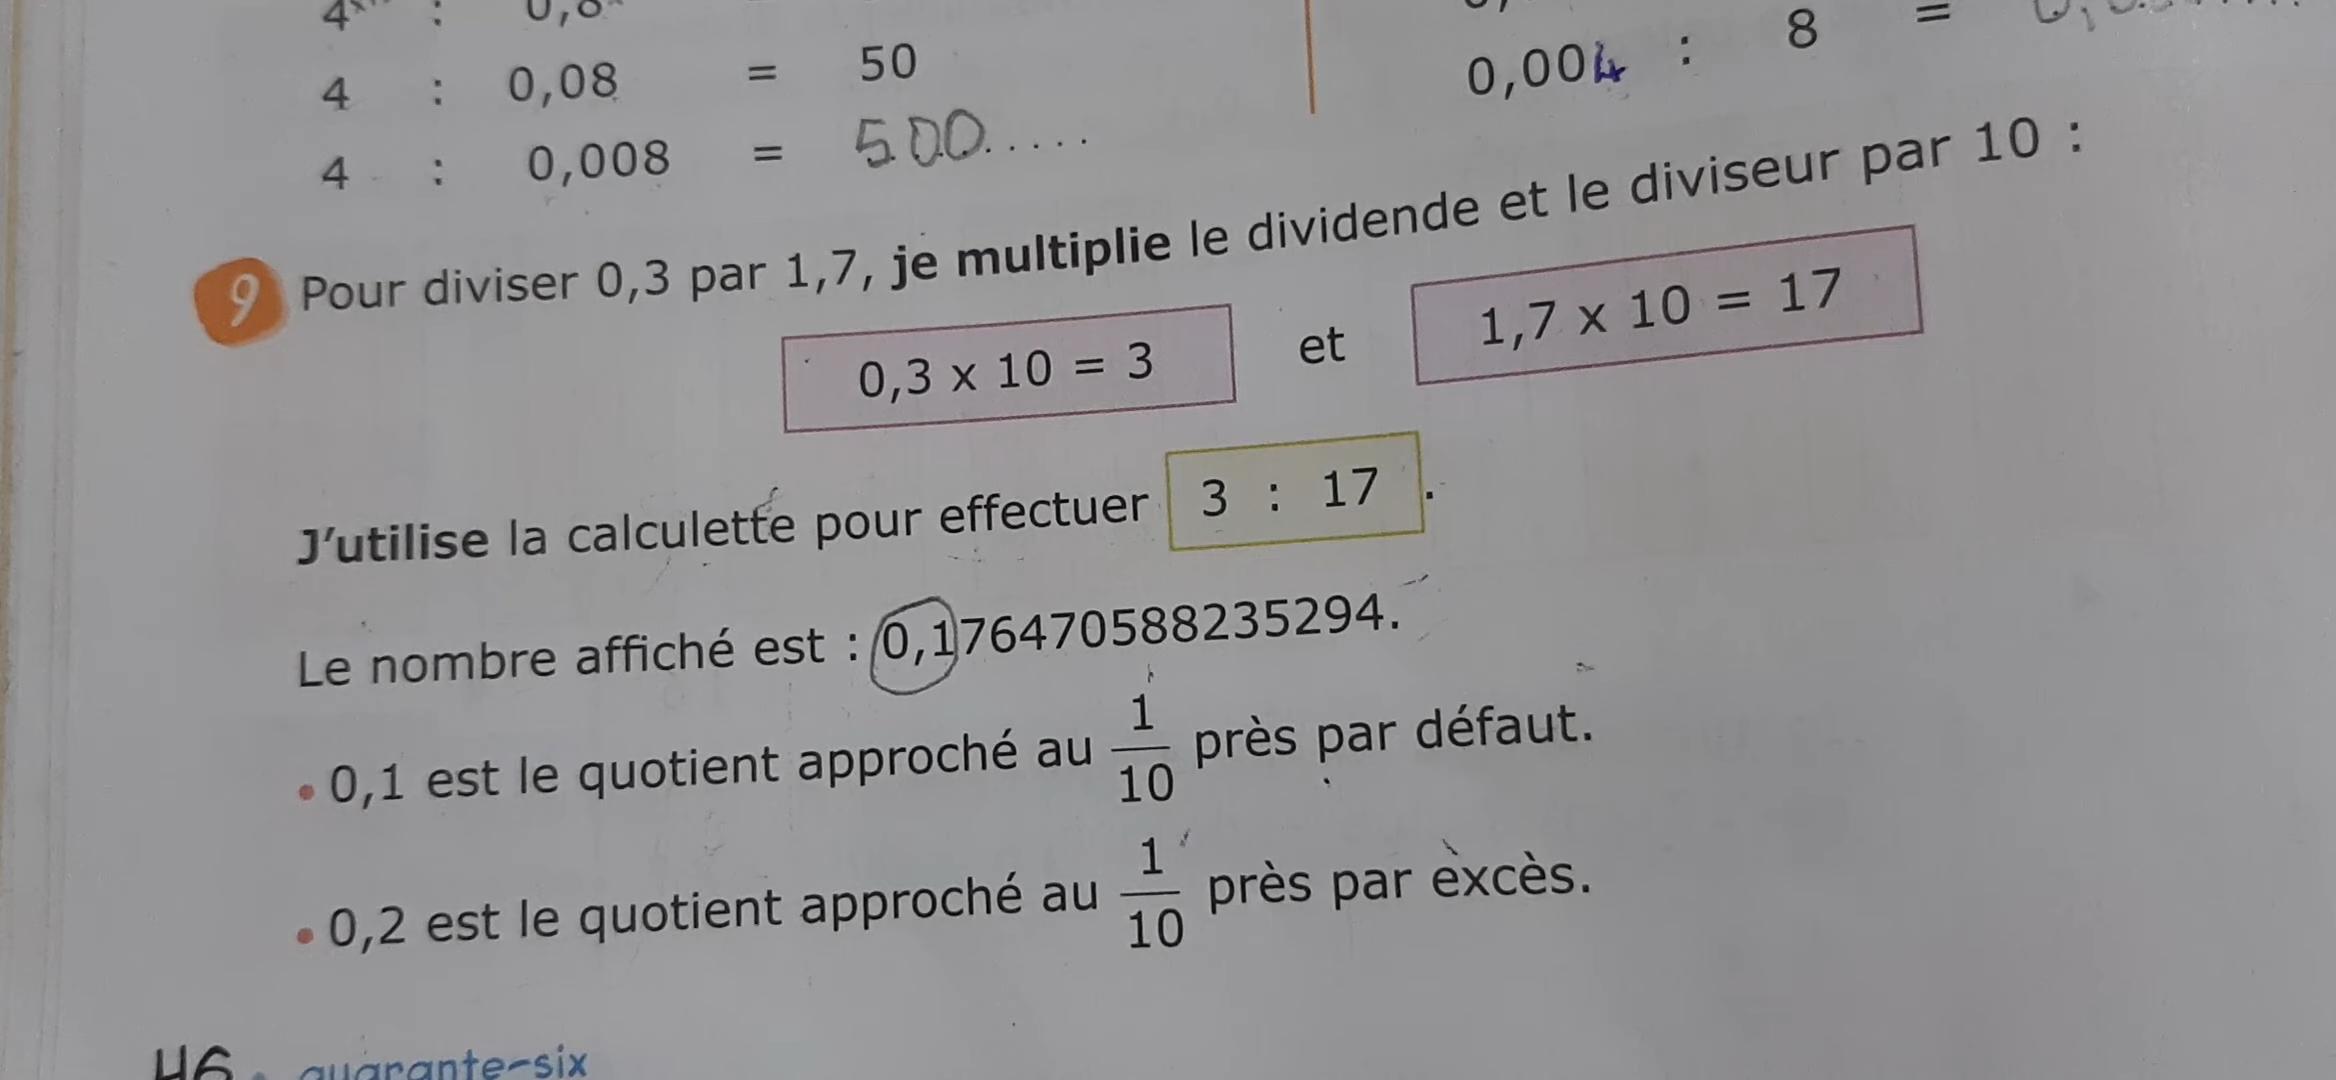 4 : 0,8
4 : 0,08 = 50
4 : 0,008 = 500.....
0,004 : 8 =
9 Pour diviser 0,3 par 1,7, je multiplie le dividende et le diviseur par 10 :
0,3 x 10 = 3 et 1,7 x 10 = 17
J'utilise la calculette pour effectuer 3 : 17 .
Le nombre affiché est : 0,176470588235294.
• 0,1 est le quotient approché au 1/10 près par défaut.
• 0,2 est le quotient approché au 1/10 près par excès.
46 • quarante-six